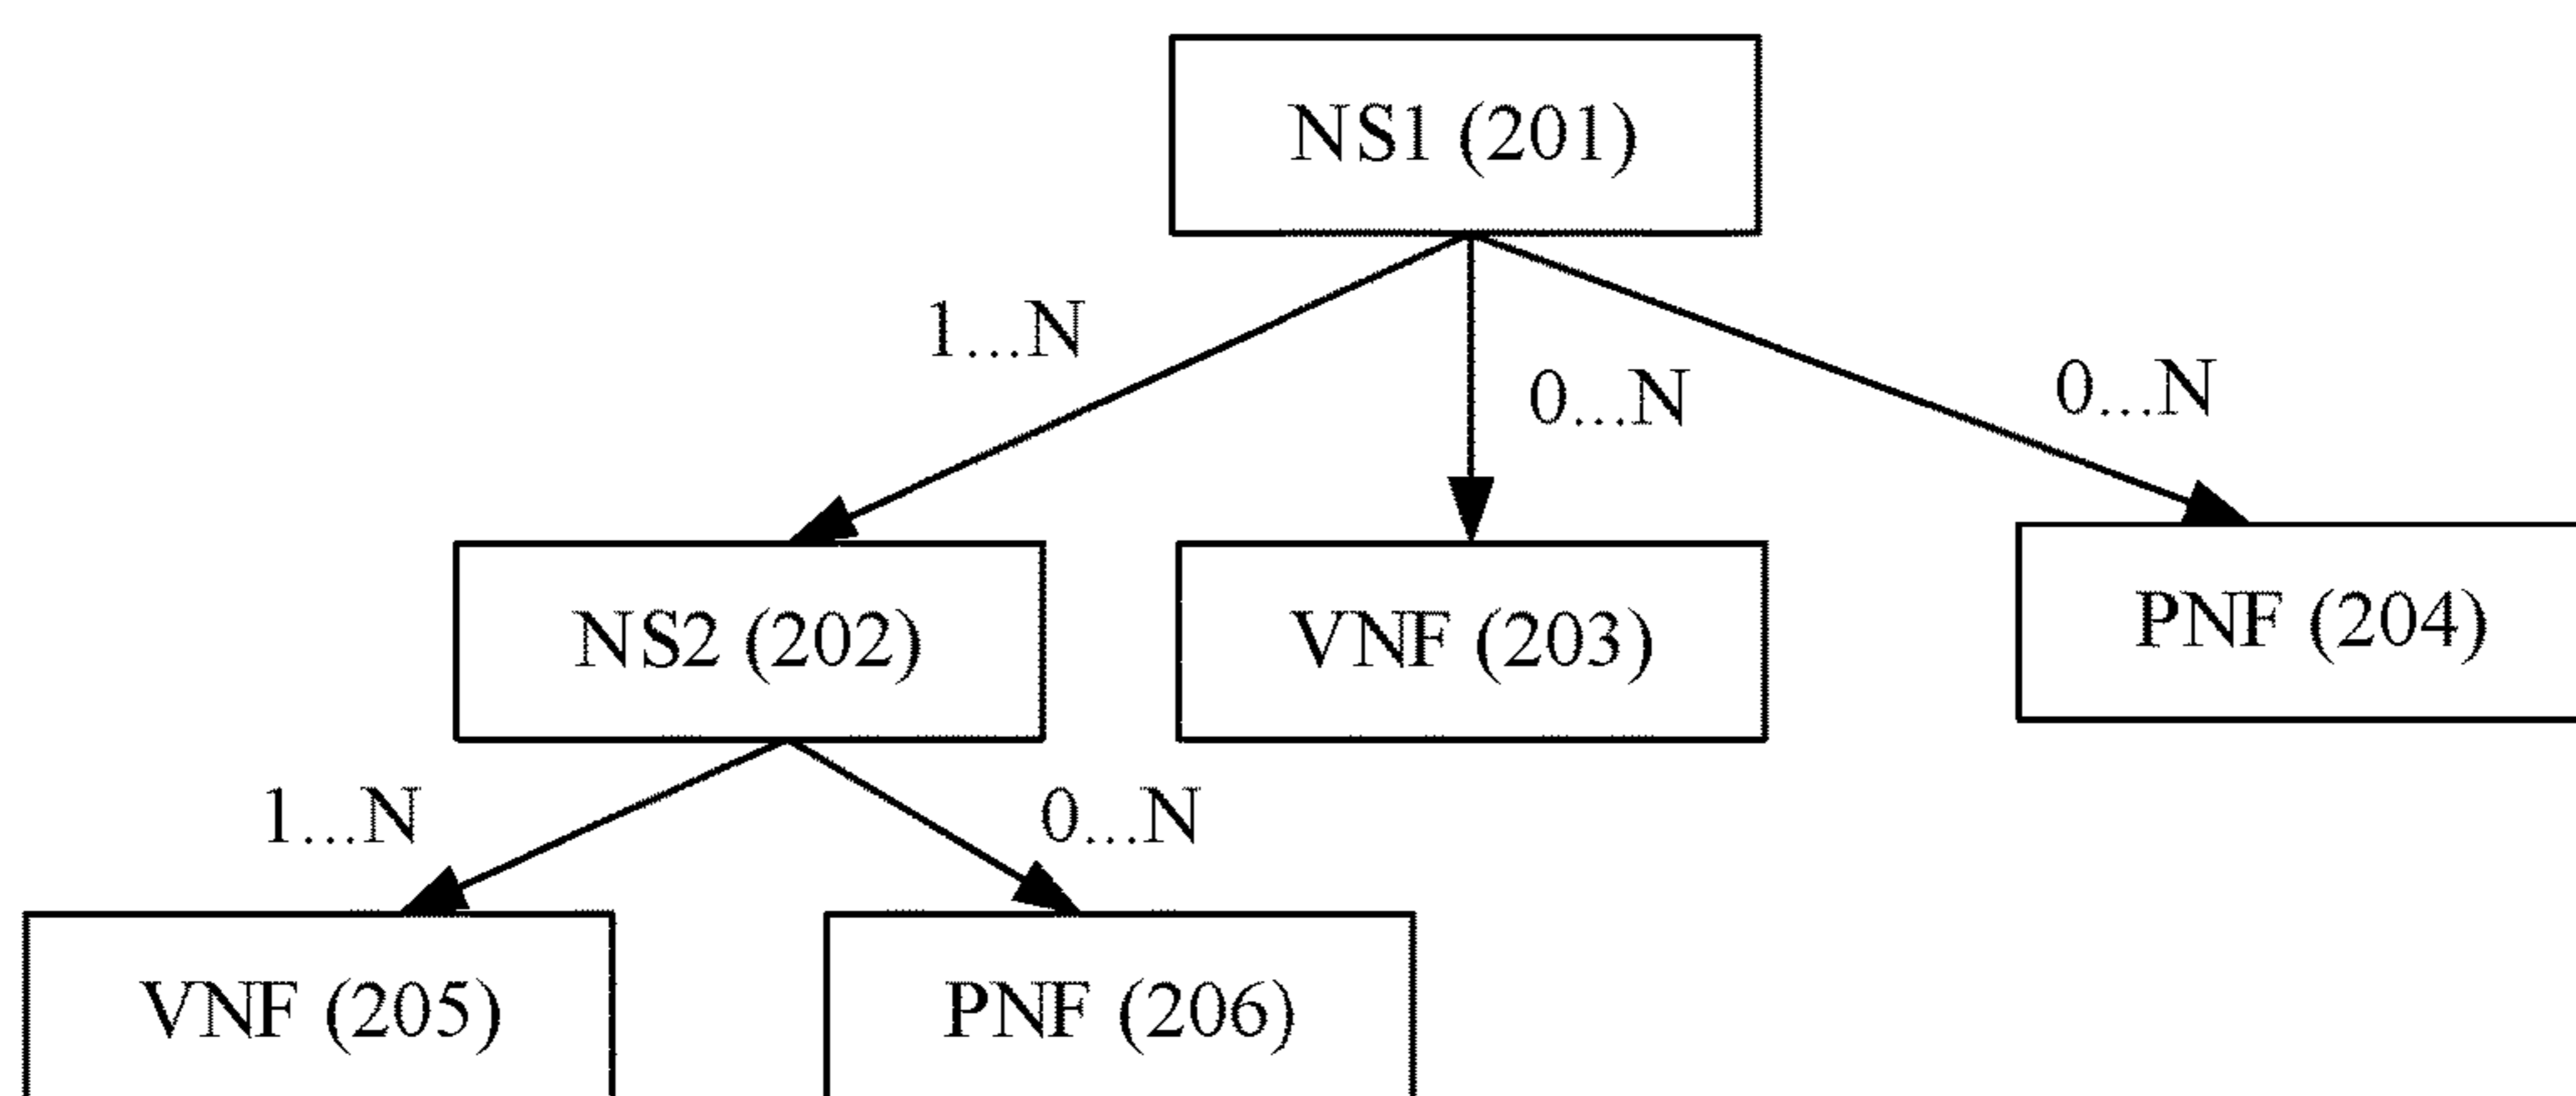 NS1 (201)
1...N
0...N
0...N
NS2 (202)
VNF (203)
PNF (204)
1...N
0...N
VNF (205)
PNF (206)